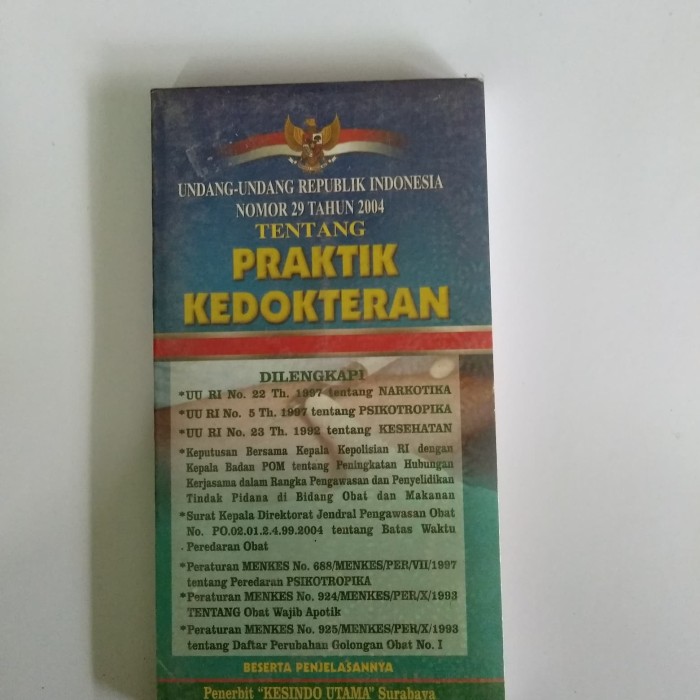 UNDANG-UNDANG REPUBLIK INDONESIA
NOMOR 29 TAHUN 2004
TENTANG
PRAKTIK
KEDOKTERAN
DILENGKAPI
*UU RI No. 22 Th. 1997 tentang NARKOTIKA
*UU RI No. 5 Th. 1997 tentang PSIKOTROPIKA
*UU RI No. 23 Th. 1992 tentang KESEHATAN
*Keputusan Bersama Kepala Kepolisian RI dengan
Kepala Badan POM tentang Peningkatan Hubungan
Kerjasama dalam Rangka Pengawasan dan Penyelidikan
Tindak Pidana di Bidang Obat dan Makanan
*Surat Kepala Direktorat Jendral Pengawasan Obat
No. PO.02.01.2.4.99.2004 tentang Batas Waktu
Peredaran Obat
*Peraturan MENKES No. 688/MENKES/PER/VII/1997
tentang Peredaran PSIKOTROPIKA
*Peraturan MENKES No. 924/MENKES/PER/X/1993
TENTANG Obat Wajib Apotik
*Peraturan MENKES No. 925/MENKES/PER/X/1993
tentang Daftar Perubahan Golongan Obat No. I
BESERTA PENJELASANNYA
Penerbit "KESINDO UTAMA" Surabaya